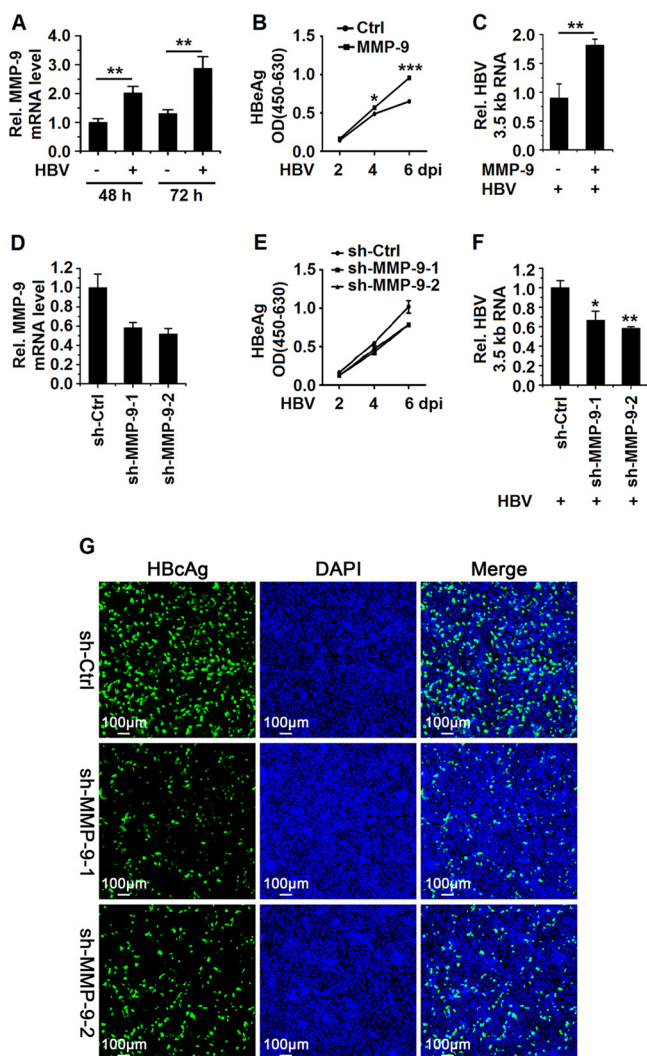 A
Rel. MMP-9
mRNA level
4.0
3.0
2.0
1.0
0.0
**
**
HBV - + - +
48 h 72 h
B
Ctrl
MMP-9
HBeAg
OD(450-630)
1.5
1.0
0.5
0.0
*
***
HBV 2 4 6 dpi
C
Rel. HBV
3.5 kb RNA
2.0
1.5
1.0
0.5
0.0
**
MMP-9 - +
HBV + +
D
Rel. MMP-9
mRNA level
1.2
1.0
0.8
0.6
0.4
0.2
0.0
sh-Ctrl
sh-MMP-9-1
sh-MMP-9-2
E
sh-Ctrl
sh-MMP-9-1
sh-MMP-9-2
HBeAg
OD(450-630)
1.5
1.0
0.5
0.0
HBV 2 4 6 dpi
F
Rel. HBV
3.5 kb RNA
1.2
1.0
0.8
0.6
0.4
0.2
0.0
*
**
sh-Ctrl
sh-MMP-9-1
sh-MMP-9-2
HBV + + +
G
HBcAg DAPI Merge
sh-Ctrl
100μm 100μm 100μm
sh-MMP-9-1
100μm 100μm 100μm
sh-MMP-9-2
100μm 100μm 100μm